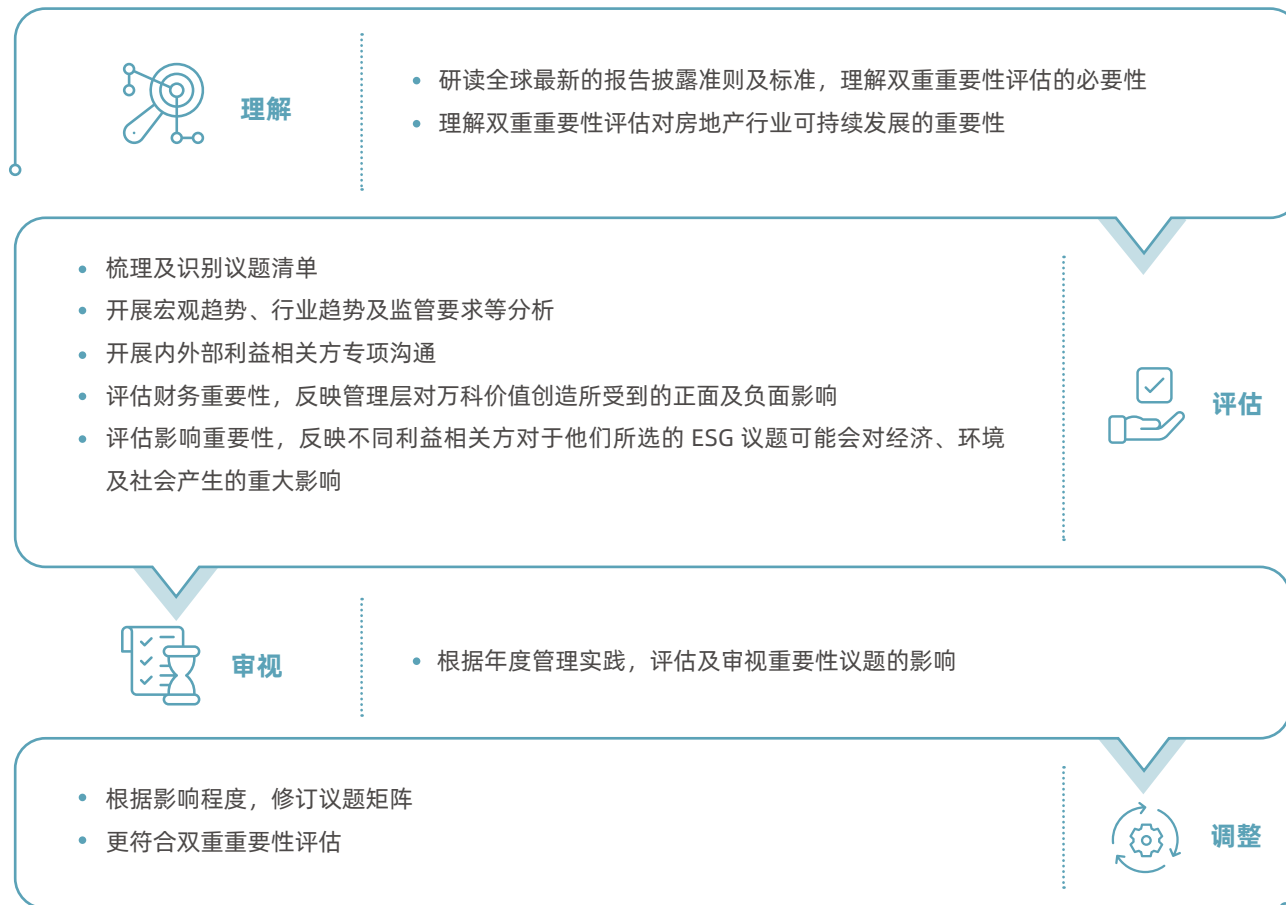 理解
• 研读全球最新的报告披露准则及标准，理解双重重要性评估的必要性
• 理解双重重要性评估对房地产行业可持续发展的重要性
• 梳理及识别议题清单
• 开展宏观趋势、行业趋势及监管要求等分析
• 开展内外部利益相关方专项沟通
• 评估财务重要性，反映管理层对万科价值创造所受到的正面及负面影响
• 评估影响重要性，反映不同利益相关方对于他们所选的 ESG 议题可能会对经济、环境
及社会产生的重大影响
评估
审视
• 根据年度管理实践，评估及审视重要性议题的影响
• 根据影响程度，修订议题矩阵
• 更符合双重重要性评估
调整